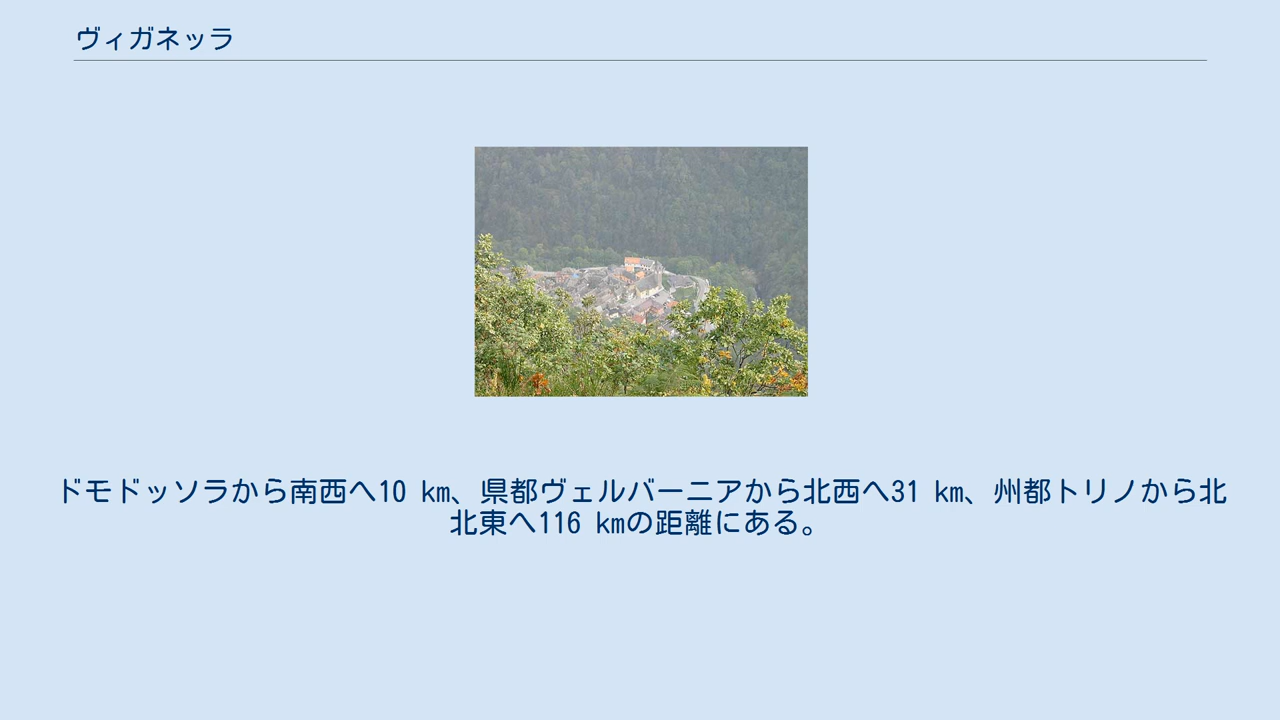 ヴィガネッラ
ドモドッソラから南西へ10 km、県都ヴェルバーニアから北西へ31 km、州都トリノから北
北東へ116 kmの距離にある。